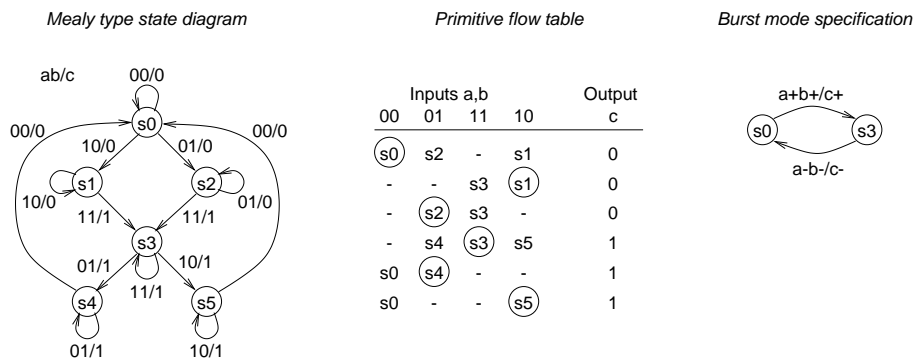 Mealy type state diagram
ab/c
00/0
s0
00/0
00/0
10/0
01/0
s1
s2
10/0
01/0
11/1
11/1
s3
01/1
10/1
11/1
s4
s5
01/1
10/1
Primitive flow table
Inputs a,b Output
00 01 11 10 c
s0 s2 - s1 0
- - s3 s1 0
- s2 s3 - 0
- s4 s3 s5 1
s0 s4 - - 1
s0 - - s5 1
Burst mode specification
a+b+/c+
s0 s3
a-b-/c-